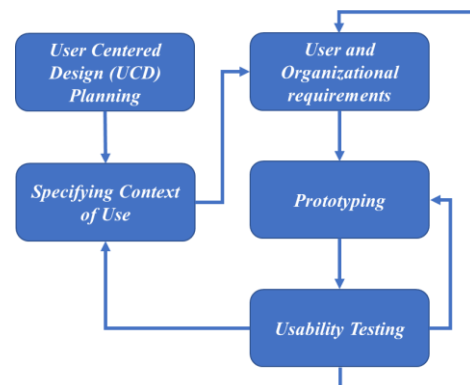 User Centered
Design (UCD)
Planning
User and
Organizational
requirements
Specifying Context
of Use
Prototyping
Usability Testing